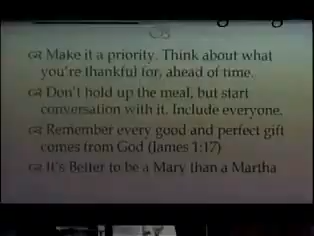 Make it a priority. Think about what
you're thankful for, ahead of time.
Don't hold up the meal, but start
conversation with it. Include everyone.
Remember every good and perfect gift
comes from God (James 1:17)
It's Better to be a Mary than a Martha